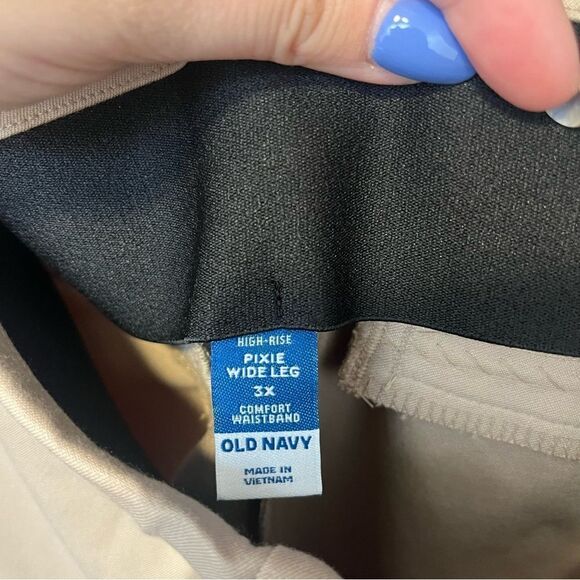 HIGH-RISE
PIXIE
WIDE LEG
3X
COMFORT
WAISTBAND
OLD NAVY
MADE IN
VIETNAM